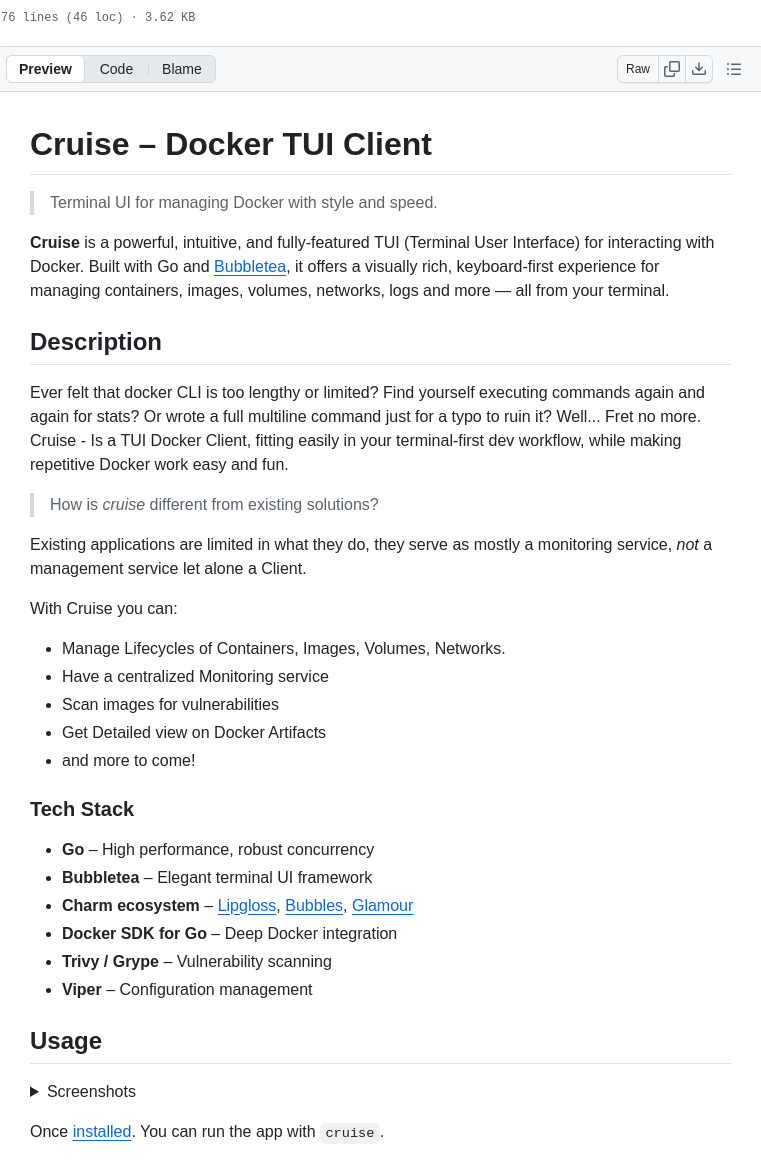 76 lines (46 loc) · 3.62 KB
Preview Code Blame Raw
Cruise – Docker TUI Client
Terminal UI for managing Docker with style and speed.
Cruise is a powerful, intuitive, and fully-featured TUI (Terminal User Interface) for interacting with
Docker. Built with Go and Bubbletea, it offers a visually rich, keyboard-first experience for
managing containers, images, volumes, networks, logs and more — all from your terminal.
Description
Ever felt that docker CLI is too lengthy or limited? Find yourself executing commands again and
again for stats? Or wrote a full multiline command just for a typo to ruin it? Well... Fret no more.
Cruise - Is a TUI Docker Client, fitting easily in your terminal-first dev workflow, while making
repetitive Docker work easy and fun.
How is cruise different from existing solutions?
Existing applications are limited in what they do, they serve as mostly a monitoring service, not a
management service let alone a Client.
With Cruise you can:
• Manage Lifecycles of Containers, Images, Volumes, Networks.
• Have a centralized Monitoring service
• Scan images for vulnerabilities
• Get Detailed view on Docker Artifacts
• and more to come!
Tech Stack
• Go – High performance, robust concurrency
• Bubbletea – Elegant terminal UI framework
• Charm ecosystem – Lipgloss, Bubbles, Glamour
• Docker SDK for Go – Deep Docker integration
• Trivy / Grype – Vulnerability scanning
• Viper – Configuration management
Usage
Screenshots
Once installed. You can run the app with cruise.